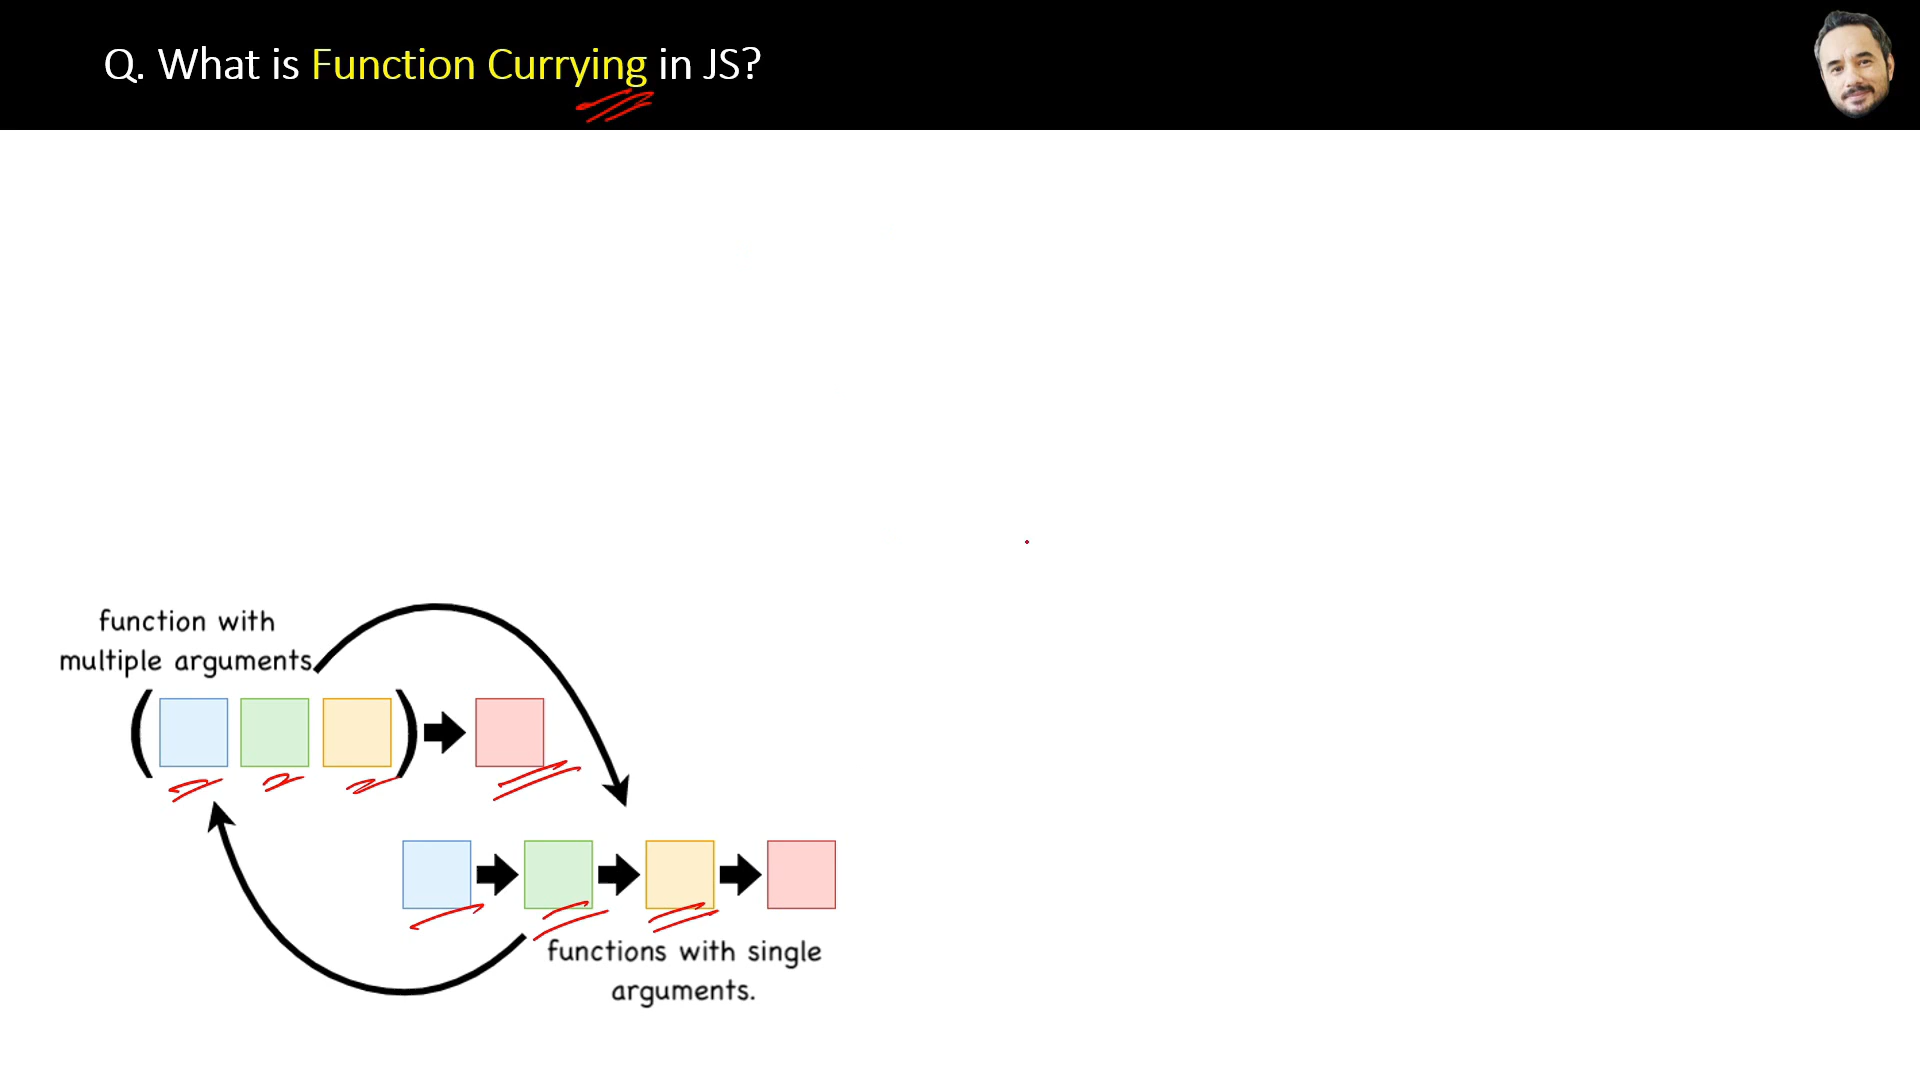 Q. What is Function Currying in JS?
function with
multiple arguments
( ) 
functions with single
arguments.